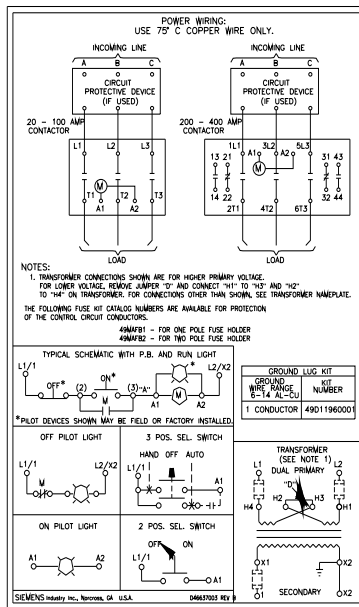 POWER WIRING:
USE 75° C COPPER WIRE ONLY.
INCOMING LINE
A B C
CIRCUIT
PROTECTIVE DEVICE
(IF USED)
20 - 100 AMP
CONTACTOR
L1 L2 L3
M
T1 T2 T3
A1 A2
LOAD
INCOMING LINE
A B C
CIRCUIT
PROTECTIVE DEVICE
(IF USED)
200 - 400 AMP
CONTACTOR
1L1 3L2 5L3
13 21 A1 A2 31 43
M
14 22 32 44
2T1 4T2 6T3
LOAD
NOTES:
1. TRANSFORMER CONNECTIONS SHOWN ARE FOR HIGHER PRIMARY VOLTAGE.
FOR LOWER VOLTAGE, REMOVE JUMPER "D" AND CONNECT "H1" TO "H3" AND "H2"
TO "H4" ON TRANSFORMER. FOR CONNECTIONS OTHER THAN SHOWN, SEE TRANSFORMER NAMEPLATE.
THE FOLLOWING FUSE KIT CATALOG NUMBERS ARE AVAILABLE FOR PROTECTION
OF THE CONTROL CIRCUIT CONDUCTORS.
49MAFB1 - FOR ONE POLE FUSE HOLDER
49MAFB2 - FOR TWO POLE FUSE HOLDER
TYPICAL SCHEMATIC WITH P.B. AND RUN LIGHT
L1/1 L2/X2
OFF* (2) ON* (3)"A" *
M A1 M A2
*PILOT DEVICES SHOWN MAY BE FIELD OR FACTORY INSTALLED.
GROUND LUG KIT
GROUND WIRE RANGE 6-14 AL-CU
KIT NUMBER
1 CONDUCTOR 49D11960001
OFF PILOT LIGHT
L1/1 L2/X2
M
3 POS. SEL. SWITCH
HAND OFF AUTO
L1/1
A1
TRANSFORMER
(SEE NOTE 1)
L1 DUAL PRIMARY L2
"D"
H2 H3
H4 H1
X1 X2
SECONDARY X2
ON PILOT LIGHT
A1 A2
2 POS. SEL. SWITCH
OFF ON
L1/1
A1
SIEMENS Industry Inc., Norcross, GA U.S.A. D46637003 REV 9